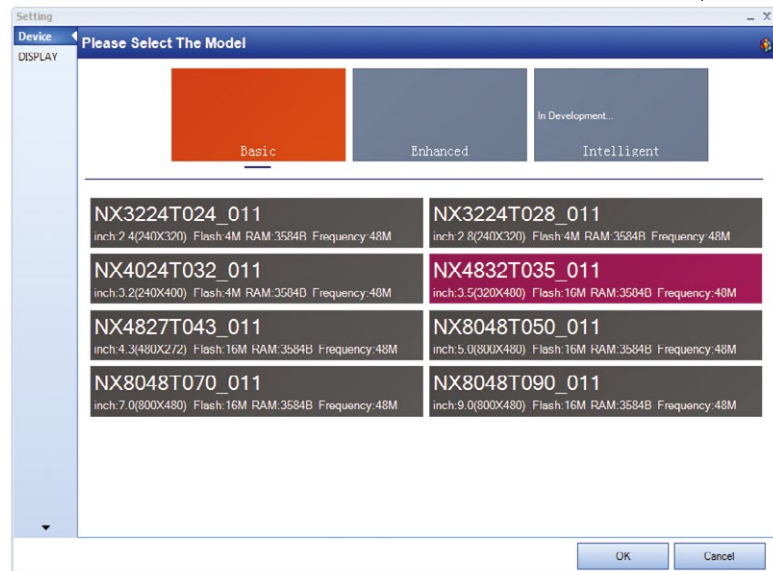 Setting
Device
DISPLAY
Please Select The Model
Basic
Enhanced
In Development...
Intelligent
NX3224T024_011
inch:2.4(240X320) Flash:4M RAM:3584B Frequency:48M
NX3224T028_011
inch:2.8(240X320) Flash:4M RAM:3584B Frequency:48M
NX4024T032_011
inch:3.2(240X400) Flash:4M RAM:3584B Frequency:48M
NX4832T035_011
inch:3.5(320X480) Flash:16M RAM:3584B Frequency:48M
NX4827T043_011
inch:4.3(480X272) Flash:16M RAM:3584B Frequency:48M
NX8048T050_011
inch:5.0(800X480) Flash:16M RAM:3584B Frequency:48M
NX8048T070_011
inch:7.0(800X480) Flash:16M RAM:3584B Frequency:48M
NX8048T090_011
inch:9.0(800X480) Flash:16M RAM:3584B Frequency:48M
OK
Cancel